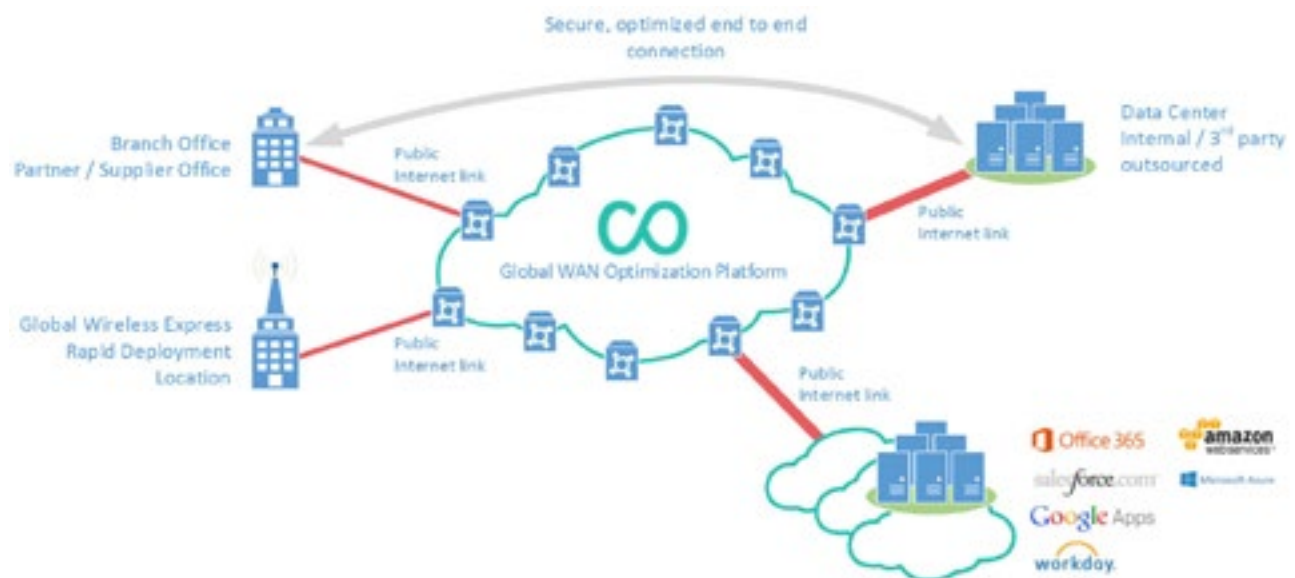 Secure, optimized end to end
connection
Branch Office
Partner / Supplier Office
Public
Internet link
Data Center
Internal / 3rd party
outsourced
Public
Internet link
Global WAN Optimization Platform
Global Wireless Express
Rapid Deployment
Location
Public
Internet link
Public
Internet link
Office 365
amazon
webservices™
salesforce.com
Microsoft Azure
Google Apps
workday.